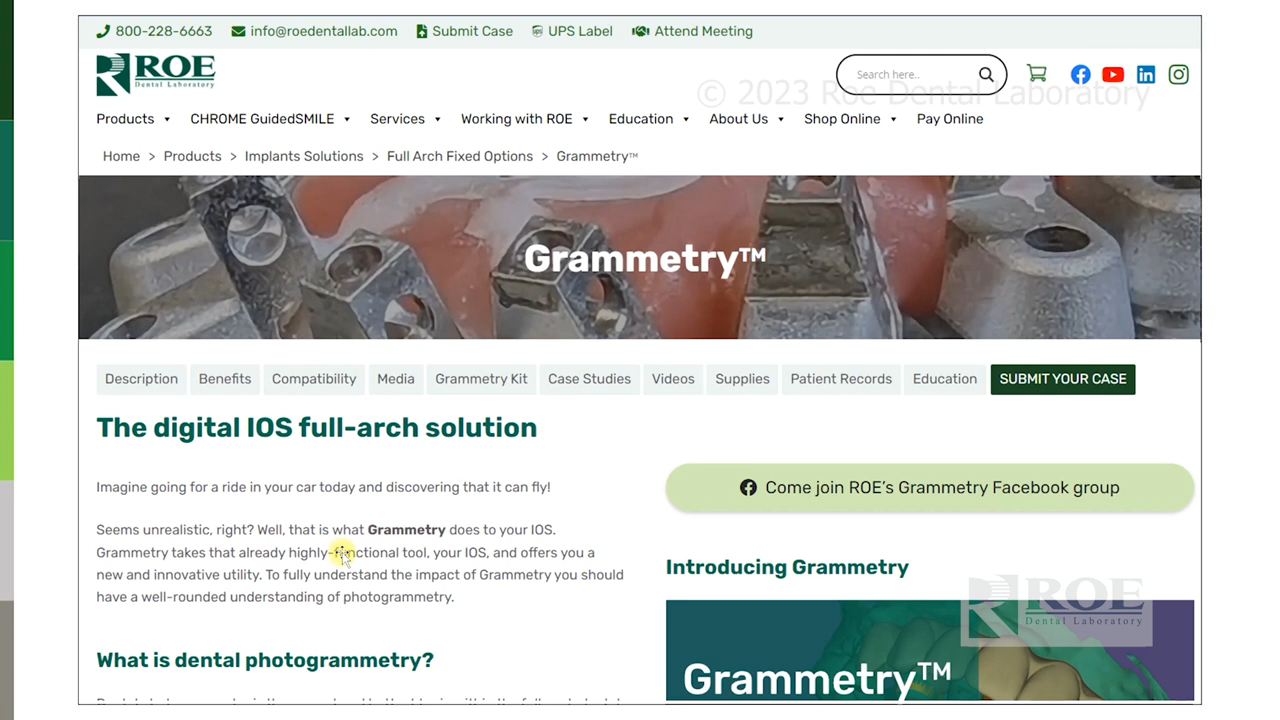 800-228-6663 info@roedentallab.com Submit Case UPS Label Attend Meeting
ROE
Dental Laboratory
Search here..
© 2023 Roe Dental Laboratory
Products CHROME GuidedSMILE Services Working with ROE Education About Us Shop Online Pay Online
Home > Products > Implants Solutions > Full Arch Fixed Options > Grammetry™
Grammetry™
Description Benefits Compatibility Media Grammetry Kit Case Studies Videos Supplies Patient Records Education SUBMIT YOUR CASE
The digital IOS full-arch solution
Imagine going for a ride in your car today and discovering that it can fly!
Come join ROE's Grammetry Facebook group
Seems unrealistic, right? Well, that is what Grammetry does to your IOS.
Grammetry takes that already highly-functional tool, your IOS, and offers you a
new and innovative utility. To fully understand the impact of Grammetry you should
have a well-rounded understanding of photogrammetry.
Introducing Grammetry
ROE
Dental Laboratory
Grammetry™
What is dental photogrammetry?